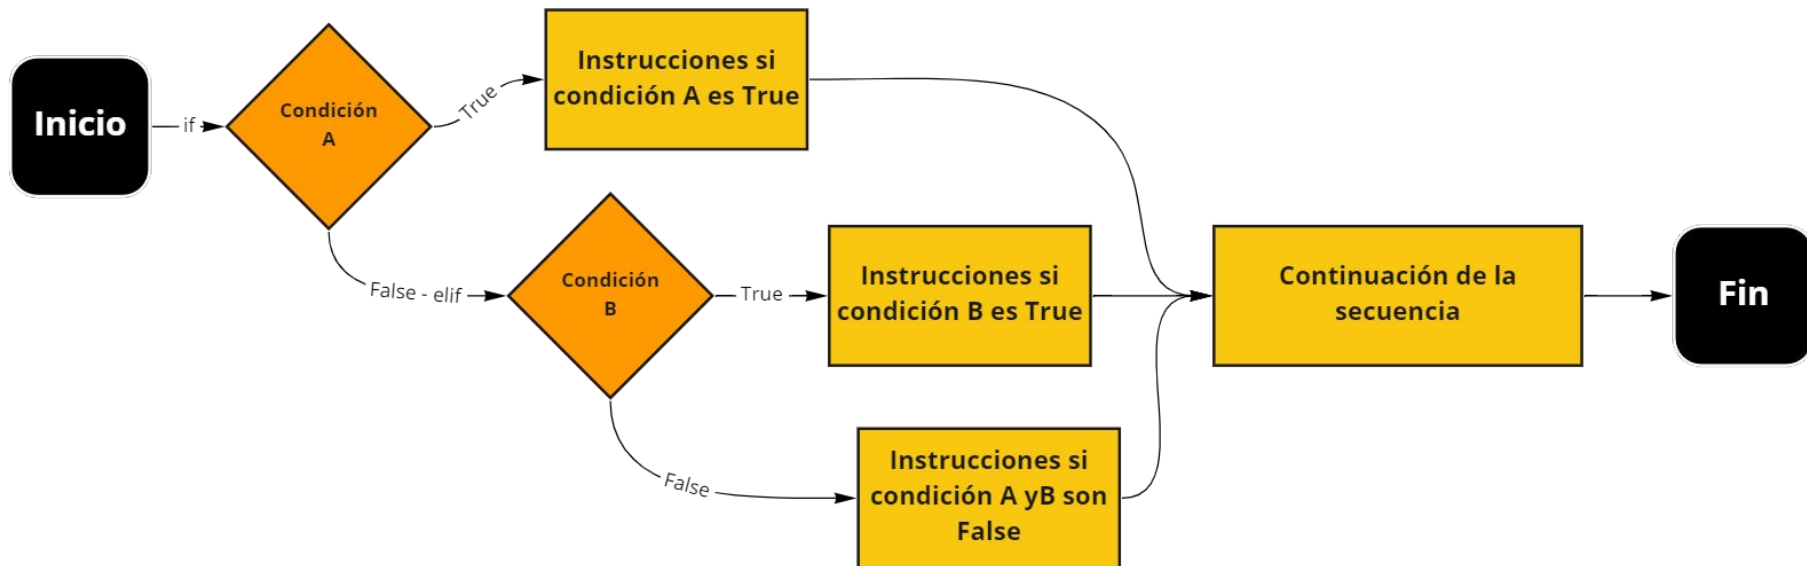 Inicio
if
Condición
A
True
Instrucciones si
condición A es True
False - elif
Condición
B
True
Instrucciones si
condición B es True
False
Instrucciones si
condición A yB son
False
Continuación de la
secuencia
Fin